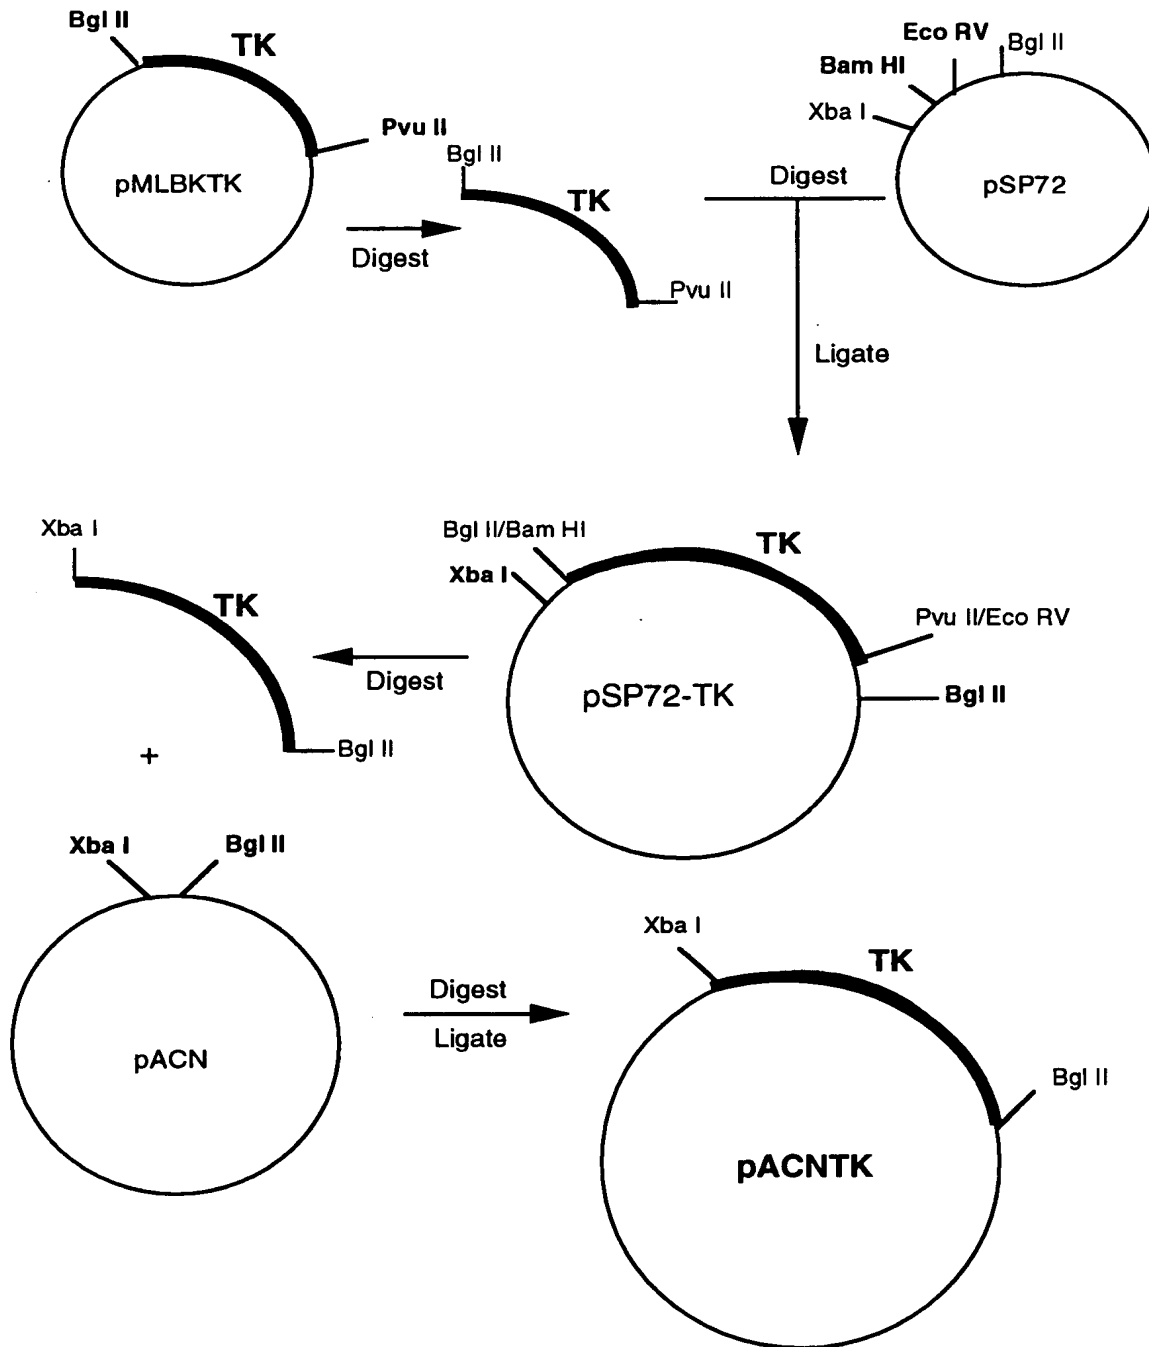 Bgl II
TK
Pvu II
pMLBKTK
Digest
Bgl II
TK
Pvu II
Eco RV
Bgl II
Bam HI
Xba I
pSP72
Digest
Ligate
Xba I
TK
Bgl II
Digest
Bgl II/Bam HI
Xba I
TK
Pvu II/Eco RV
Bgl II
pSP72-TK
+
Xba I
Bgl II
pACN
Digest
Ligate
Xba I
TK
Bgl II
pACNTK